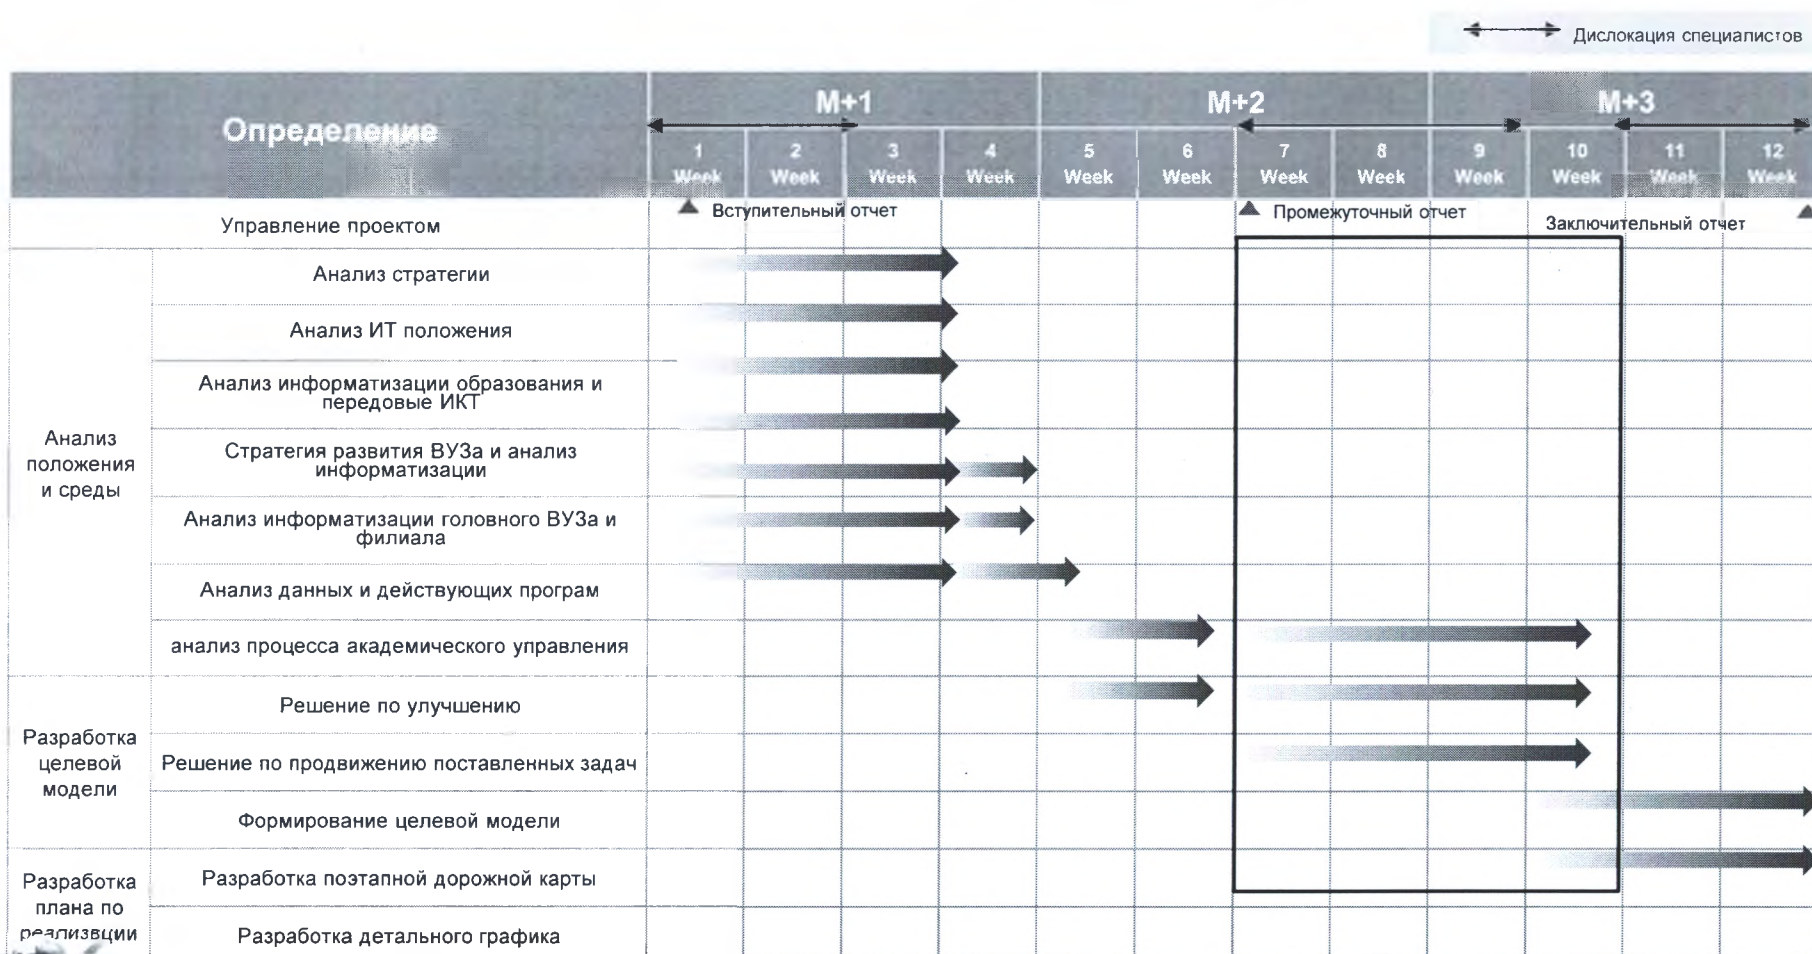 Дислокация специалистов
Определение
M+1
M+2
M+3
1
Week
2
Week
3
Week
4
Week
5
Week
6
Week
7
Week
8
Week
9
Week
10
Week
11
Week
12
Week
Управление проектом
Вступительный отчет
Промежуточный отчет
Заключительный отчет
Анализ
положения
и среды
Анализ стратегии
Анализ ИТ положения
Анализ информатизации образования и
передовые ИКТ
Стратегия развития ВУЗа и анализ
информатизации
Анализ информатизации головного ВУЗа и
филиала
Анализ данных и действующих програм
анализ процесса академического управления
Разработка
целевой
модели
Решение по улучшению
Решение по продвижению поставленных задач
Формирование целевой модели
Разработка
плана по
реализвции
Разработка поэтапной дорожной карты
Разработка детального графика